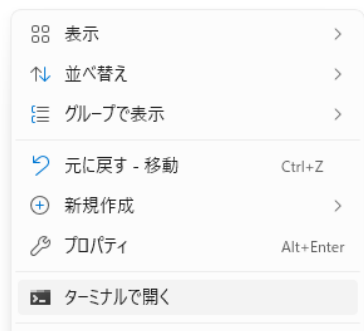 表示
並べ替え
グループで表示
元に戻す - 移動 Ctrl+Z
新規作成
プロパティ Alt+Enter
ターミナルで開く